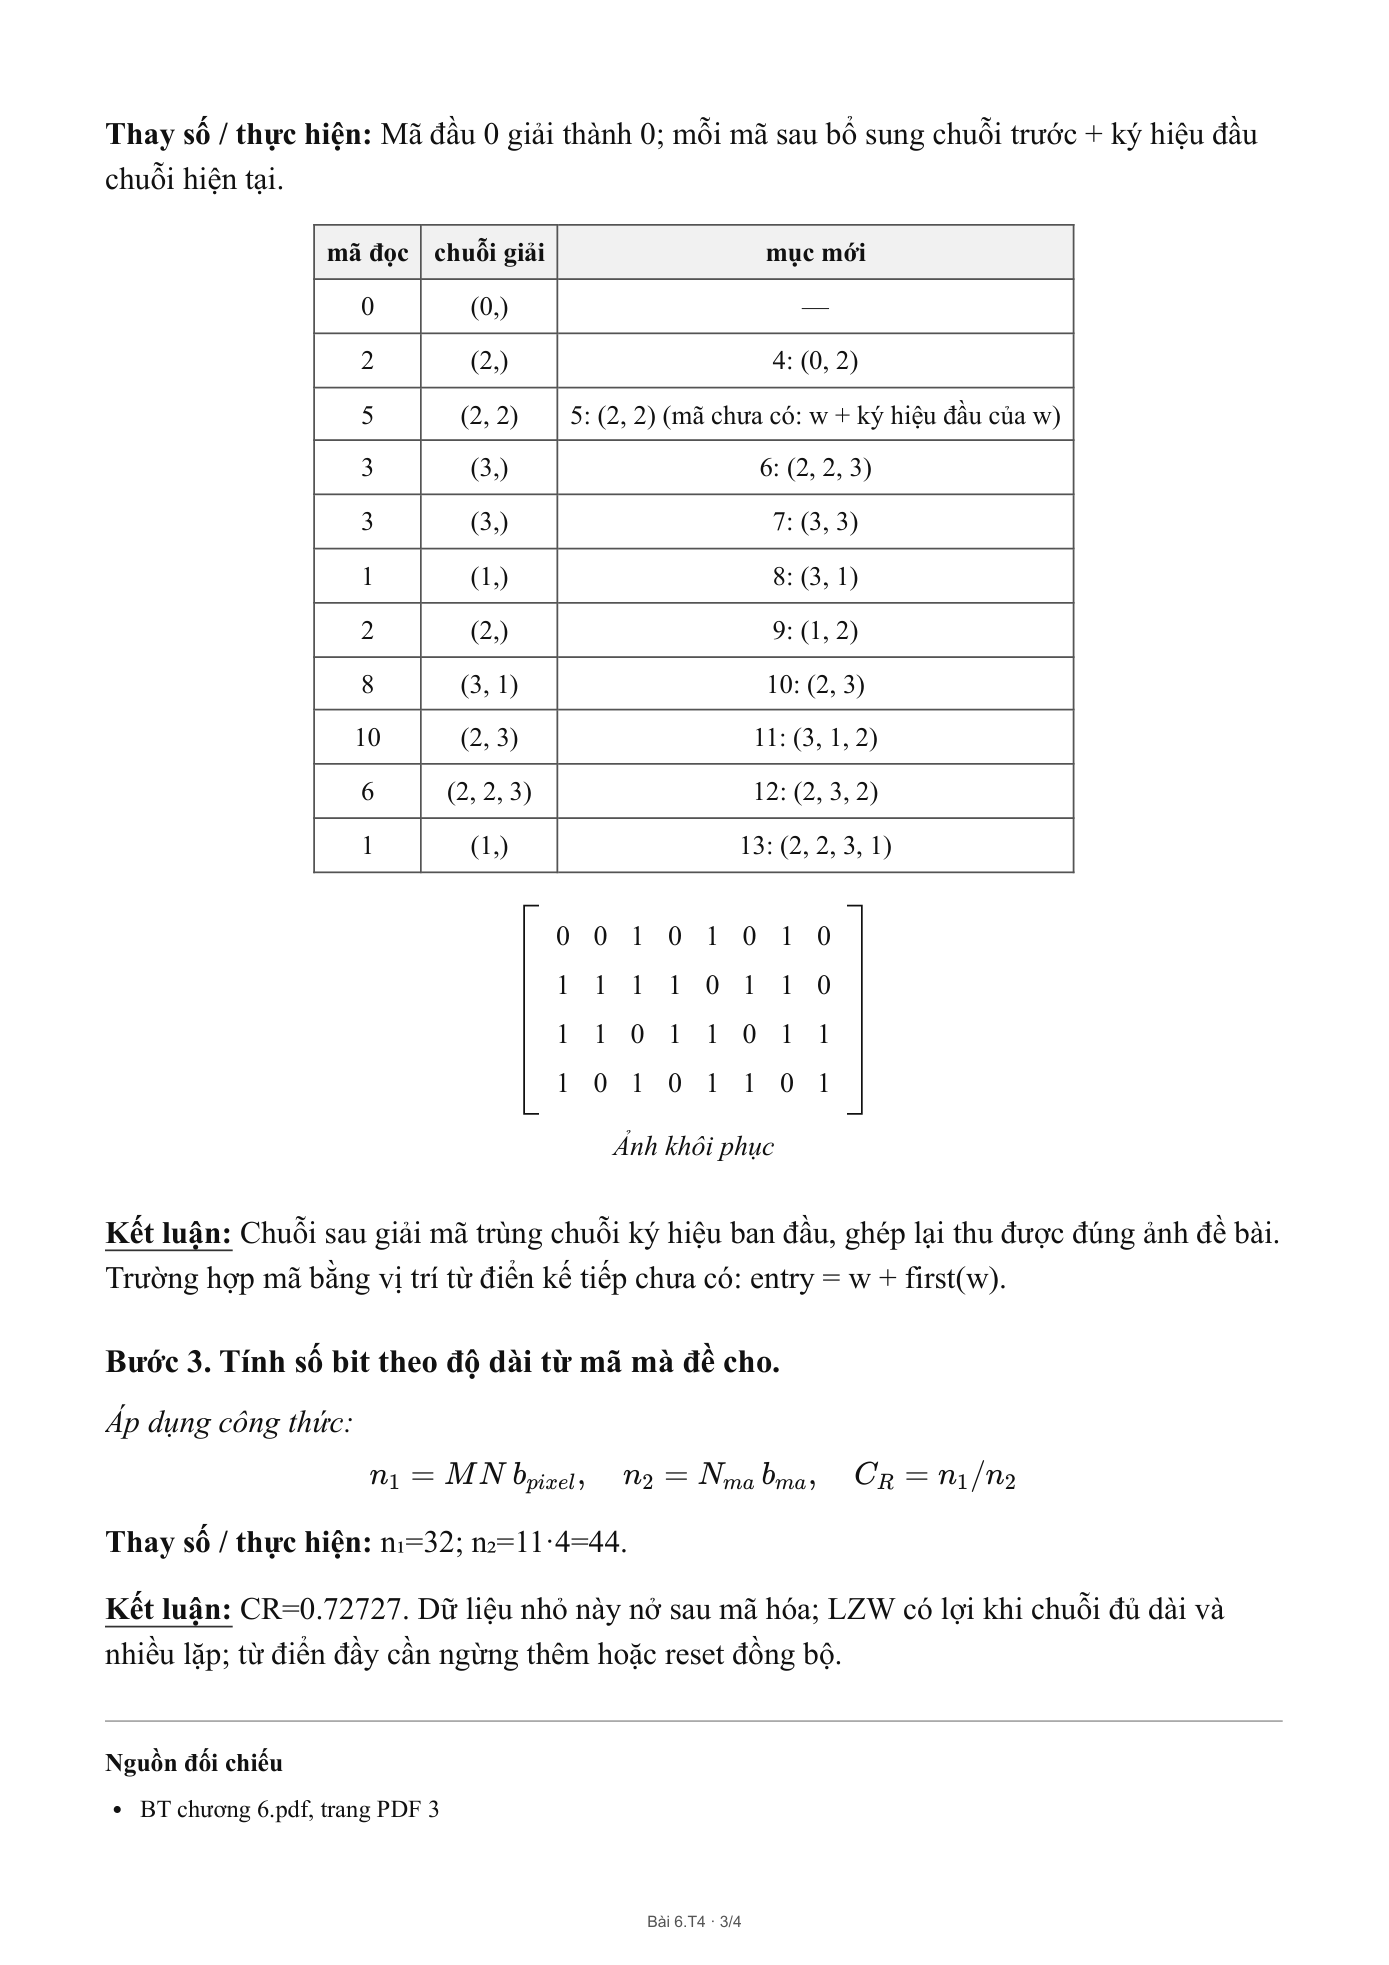 Thay số / thực hiện: Mã đầu 0 giải thành 0; mỗi mã sau bổ sung chuỗi trước + ký hiệu đầu
chuỗi hiện tại.
mã đọc chuỗi giải mục mới
0 (0,) —
2 (2,) 4: (0, 2)
5 (2, 2) 5: (2, 2) (mã chưa có: w + ký hiệu đầu của w)
3 (3,) 6: (2, 2, 3)
3 (3,) 7: (3, 3)
1 (1,) 8: (3, 1)
2 (2,) 9: (1, 2)
8 (3, 1) 10: (2, 3)
10 (2, 3) 11: (3, 1, 2)
6 (2, 2, 3) 12: (2, 3, 2)
1 (1,) 13: (2, 2, 3, 1)
0 0 1 0 1 0 1 0
1 1 1 1 0 1 1 0
1 1 0 1 1 0 1 1
1 0 1 0 1 1 0 1
Ảnh khôi phục
Kết luận: Chuỗi sau giải mã trùng chuỗi ký hiệu ban đầu, ghép lại thu được đúng ảnh đề bài.
Trường hợp mã bằng vị trí từ điển kế tiếp chưa có: entry = w + first(w).
Bước 3. Tính số bit theo độ dài từ mã mà đề cho.
Áp dụng công thức:
n₁ = MN b_pixel, n₂ = N_ma b_ma, C_R = n₁/n₂
Thay số / thực hiện: n₁=32; n₂=11·4=44.
Kết luận: CR=0.72727. Dữ liệu nhỏ này nở sau mã hóa; LZW có lợi khi chuỗi đủ dài và
nhiều lặp; từ điển đầy cần ngừng thêm hoặc reset đồng bộ.
Nguồn đối chiếu
• BT chương 6.pdf, trang PDF 3
Bài 6.T4 · 3/4